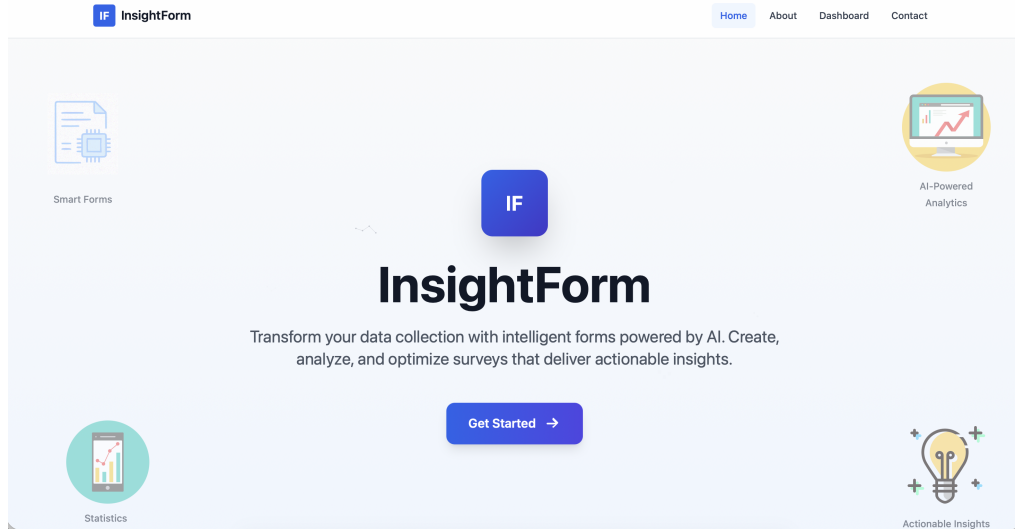 IF InsightForm
Home About Dashboard Contact
Smart Forms
AI-Powered
Analytics
IF
InsightForm
Transform your data collection with intelligent forms powered by AI. Create,
analyze, and optimize surveys that deliver actionable insights.
Get Started
Statistics
Actionable Insights